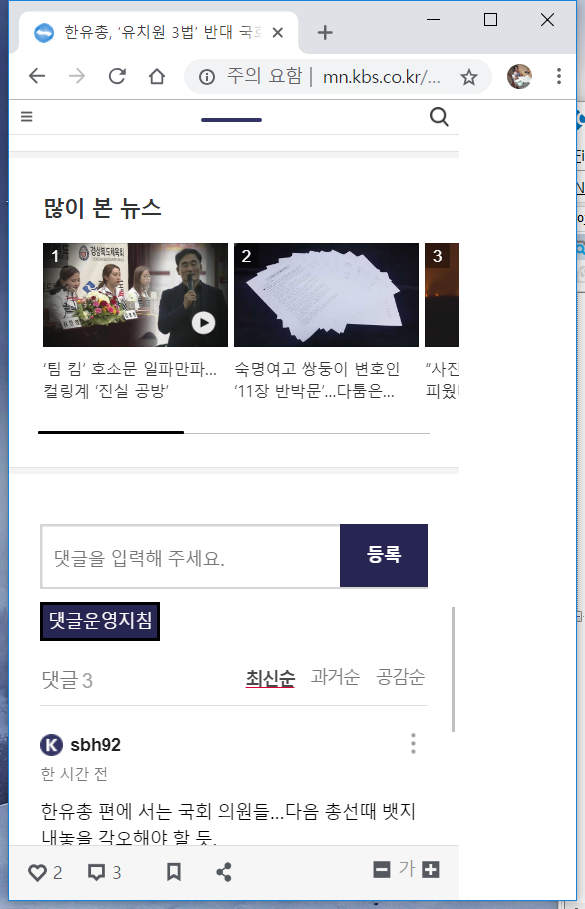 한유총, ‘유치원 3법’ 반대 국회
주의 요함 | mn.kbs.co.kr/...
많이 본 뉴스
1
2
3
‘팀 킴’ 호소문 일파만파...
컬링계 ‘진실 공방’
숙명여고 쌍둥이 변호인
‘11장 반박문’...다툼은...
“사진
피웠
댓글을 입력해 주세요.
등록
댓글운영지침
댓글 3
최신순 과거순 공감순
K sbh92
한 시간 전
한유총 편에 서는 국회 의원들...다음 총선때 뱃지
내놓을 각오해야 할 듯.
2 3 가